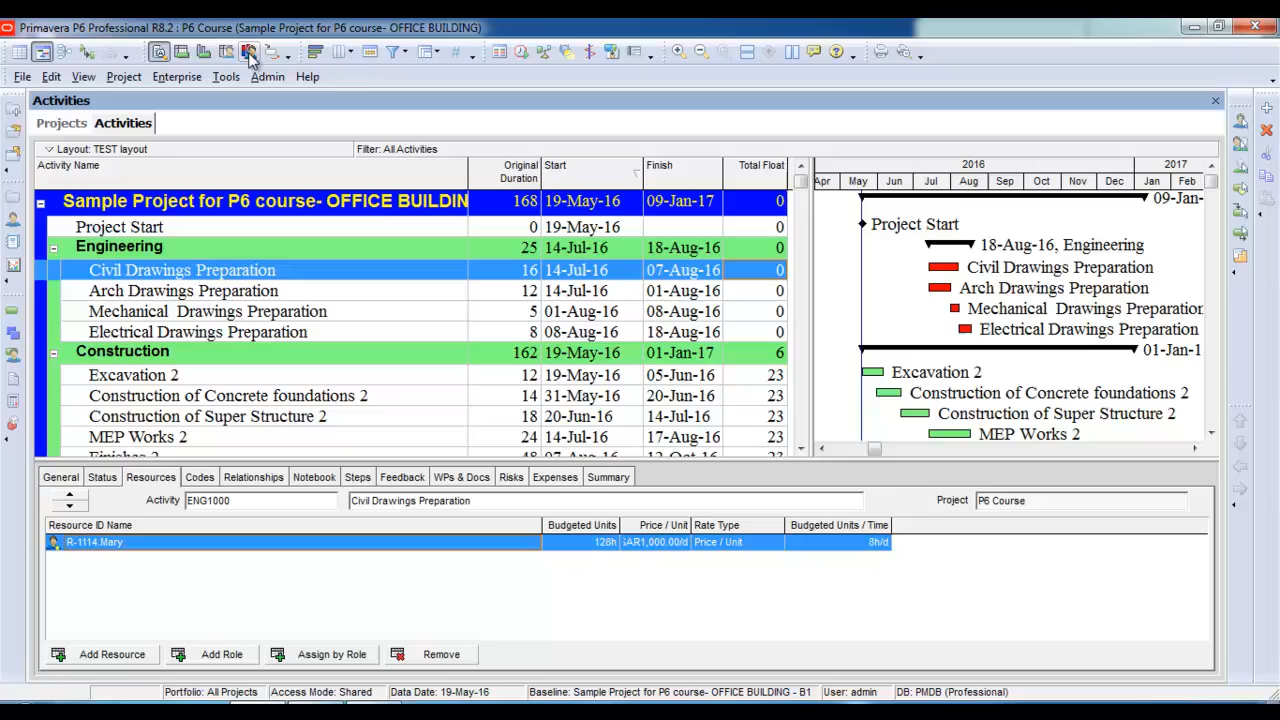 Primavera P6 Professional R8.2 : P6 Course (Sample Project for P6 course- OFFICE BUILDING)
File Edit View Project Enterprise Tools Admin Help
Activities
Projects Activities
Layout: TEST layout Filter: All Activities
Activity Name Original Duration Start Finish Total Float 2016 2017
Apr May Jun Jul Aug Sep Oct Nov Dec Jan Feb
Sample Project for P6 course- OFFICE BUILDIN 168 19-May-16 09-Jan-17 0 09-Jan-
Project Start 0 19-May-16 0 Project Start
Engineering 25 14-Jul-16 18-Aug-16 0 18-Aug-16, Engineering
Civil Drawings Preparation 16 14-Jul-16 07-Aug-16 0 Civil Drawings Preparation
Arch Drawings Preparation 12 14-Jul-16 01-Aug-16 0 Arch Drawings Preparation
Mechanical Drawings Preparation 5 01-Aug-16 08-Aug-16 0 Mechanical Drawings Preparation
Electrical Drawings Preparation 8 08-Aug-16 18-Aug-16 0 Electrical Drawings Preparation
Construction 162 19-May-16 01-Jan-17 6 01-Jan-1
Excavation 2 12 19-May-16 05-Jun-16 23 Excavation 2
Construction of Concrete foundations 2 14 31-May-16 20-Jun-16 23 Construction of Concrete foundations 2
Construction of Super Structure 2 18 20-Jun-16 14-Jul-16 23 Construction of Super Structure 2
MEP Works 2 24 14-Jul-16 17-Aug-16 23 MEP Works 2
Finishes 2 48 07-Aug-16 12-Oct-16 23
General Status Resources Codes Relationships Notebook Steps Feedback WPs & Docs Risks Expenses Summary
Activity ENG1000 Civil Drawings Preparation Project P6 Course
Resource ID Name Budgeted Units Price / Unit Rate Type Budgeted Units / Time
R-1114.Mary 128h AR1,000.00/d Price / Unit 8h/d
Add Resource Add Role Assign by Role Remove
Portfolio: All Projects Access Mode: Shared Data Date: 19-May-16 Baseline: Sample Project for P6 course- OFFICE BUILDING - B1 User: admin DB: PMDB (Professional)